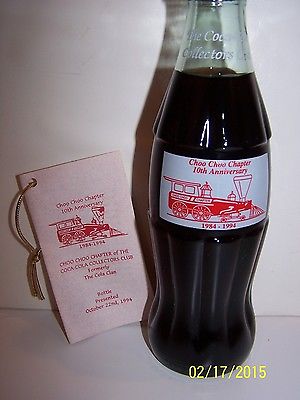 The Coca-
Collectors
Choo Choo Chapter
10th Anniversary
1984 - 1994
Choo Choo Chapter
10th Anniversary
1984-1994
CHOO CHOO CHAPTER of THE
COCA-COLA COLLECTORS CLUB
Formerly
The Cola Clan
Bottle
Presented
October 22nd, 1994
02/17/2015